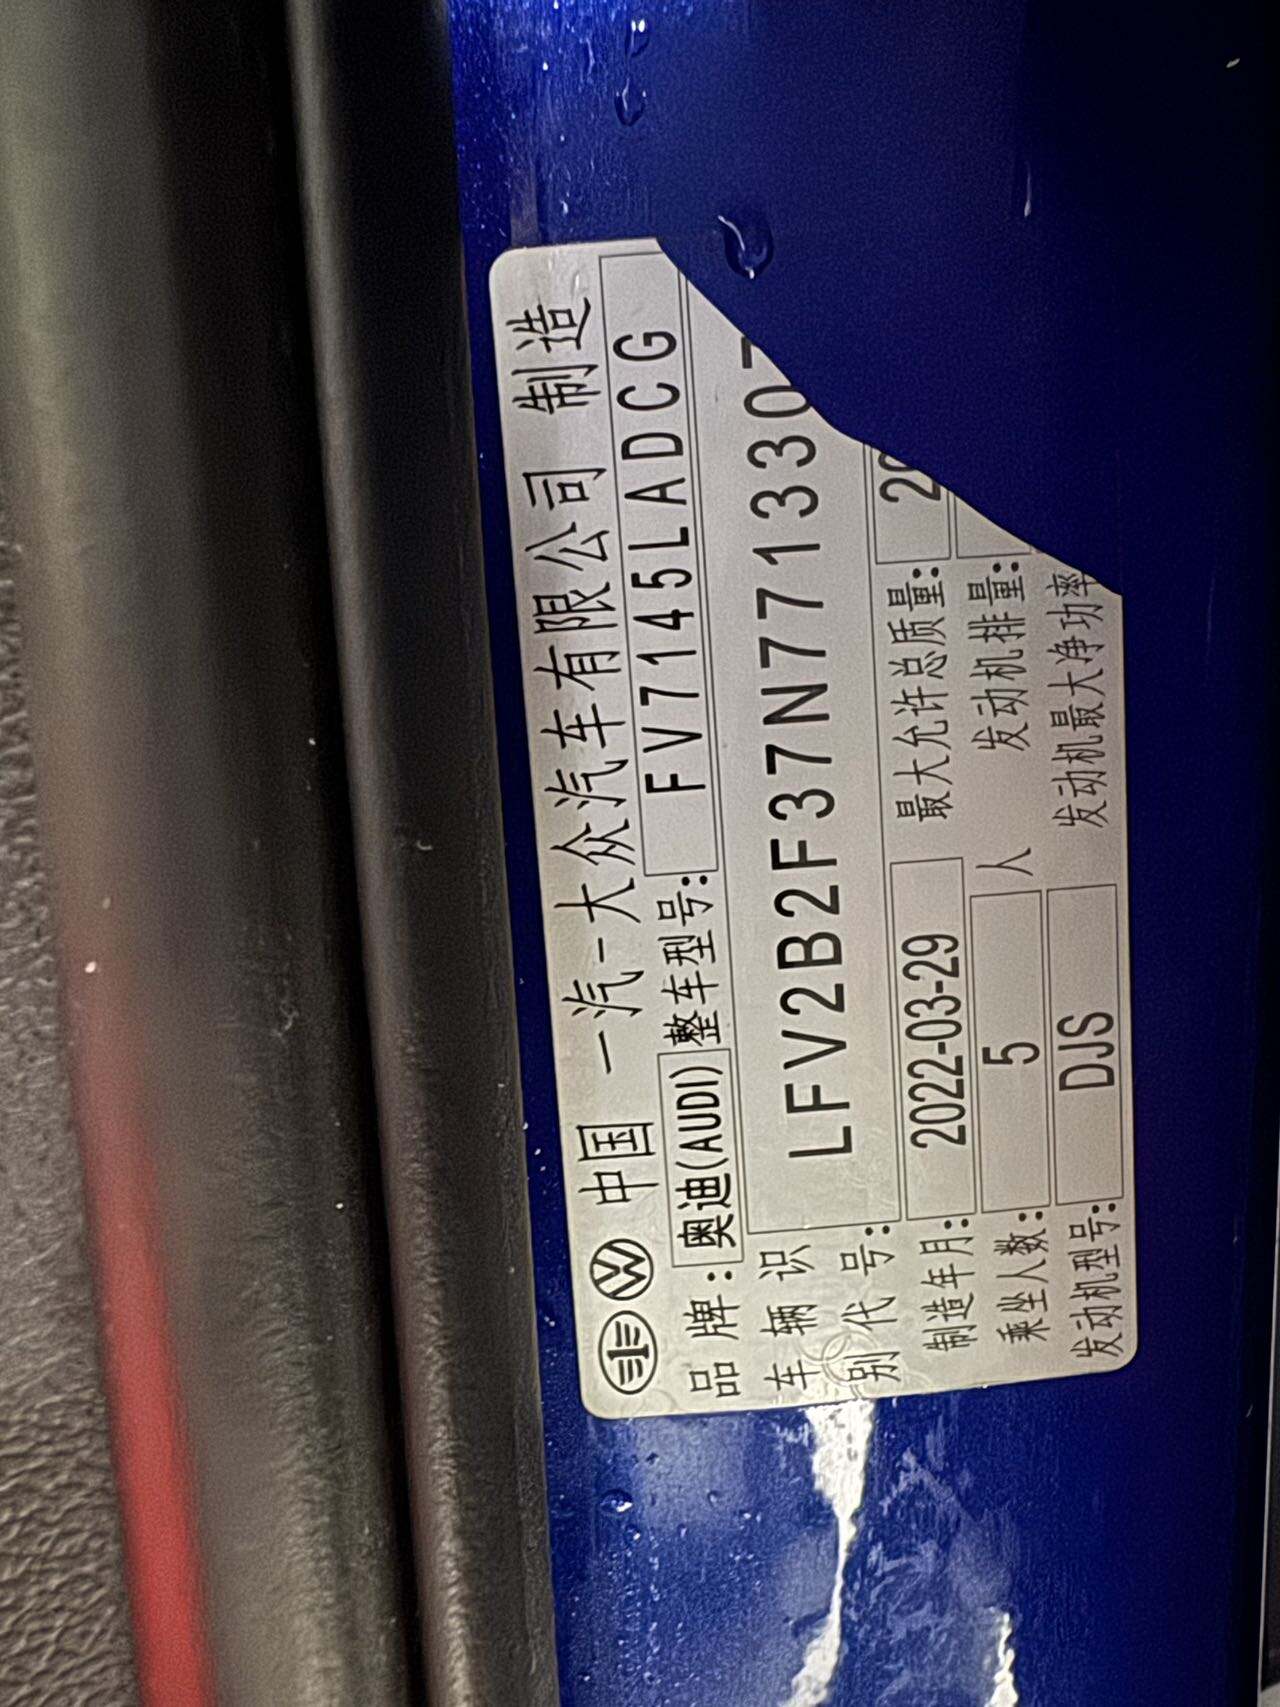 中国 一汽-大众汽车有限公司 制造
品牌: 奥迪(AUDI) 整车型号: FV7145LADCG
车辆识别代号: LFV2B2F37N771330
制造年月: 2022-03-29 最大允许总质量: 2
乘坐人数: 5 人 发动机排量:
发动机型号: DJS 发动机最大净功率